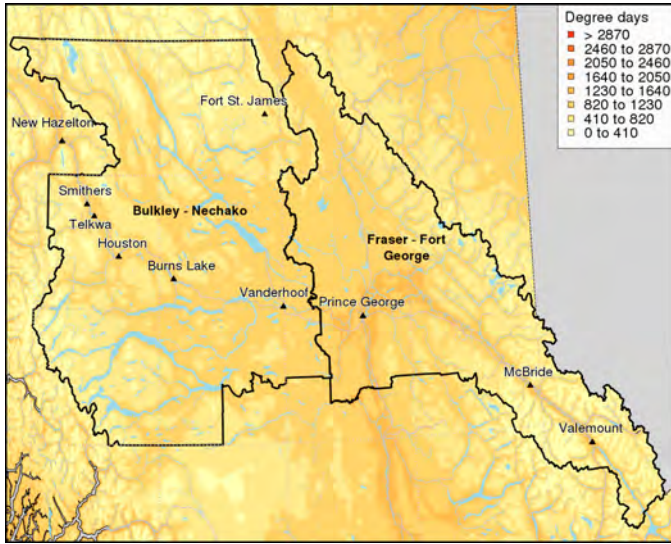 Degree days
> 2870
2460 to 2870
2050 to 2460
1640 to 2050
1230 to 1640
820 to 1230
410 to 820
0 to 410
Fort St. James
New Hazelton
Smithers
Telkwa
Bulkley - Nechako
Houston
Burns Lake
Fraser - Fort
George
Vanderhoof
Prince George
McBride
Valemount